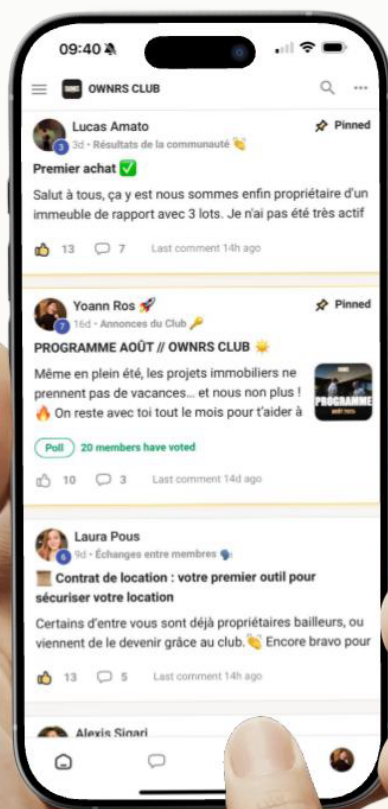 09:40
OWNRS CLUB
Lucas Amato
Pinned
3
3d • Résultats de la communauté 👏
Premier achat ✅
Salut à tous, ça y est nous sommes enfin propriétaire d'un
immeuble de rapport avec 3 lots. Je n'ai pas été très actif
13 7 Last comment 14h ago
Yoann Ros 🚀
Pinned
7
16d • Annonces du Club 🔑
PROGRAMME AOÛT // OWNRS CLUB ☀️
Même en plein été, les projets immobiliers ne
prennent pas de vacances... et nous non plus !
🔥 On reste avec toi tout le mois pour t'aider à
PROGRAMME
Poll 20 members have voted
10 3 Last comment 14d ago
Laura Pous
6
9d • Échanges entre membres 🗣️
📜 Contrat de location : votre premier outil pour
sécuriser votre location
Certains d'entre vous sont déjà propriétaires bailleurs, ou
viennent de le devenir grâce au club.👏 Encore bravo pour
13 5 Last comment 14h ago
Alexis Sigari